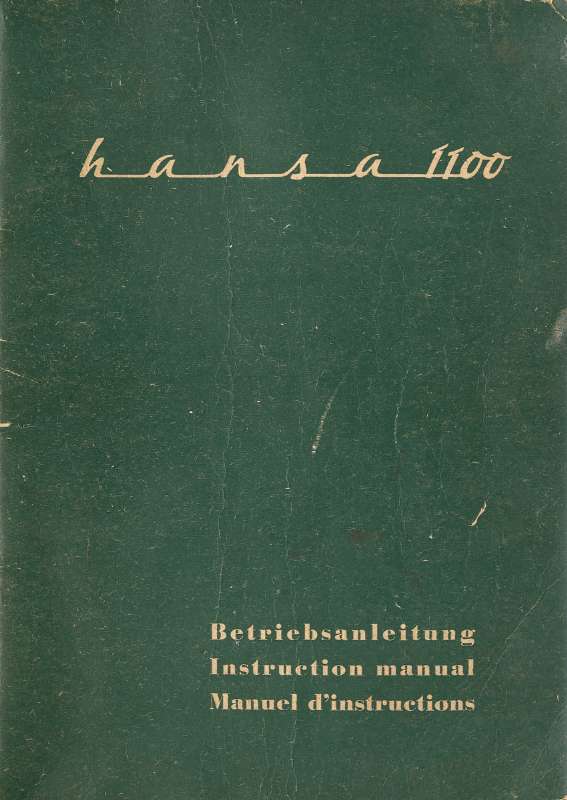 hansa 1100
Betriebsanleitung
Instruction manual
Manuel d'instructions